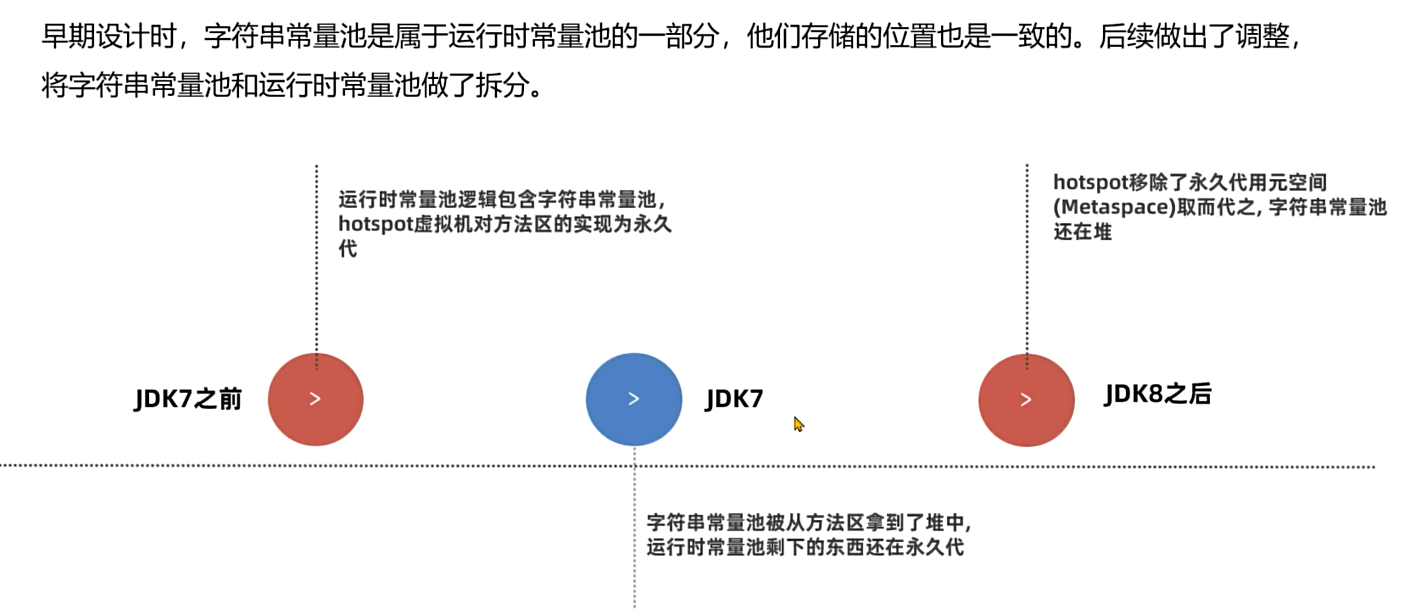 早期设计时，字符串常量池是属于运行时常量池的一部分，他们存储的位置也是一致的。后续做出了调整，
将字符串常量池和运行时常量池做了拆分。
运行时常量池逻辑包含字符串常量池，
hotspot虚拟机对方法区的实现为永久
代
hotspot移除了永久代用元空间
(Metaspace)取而代之, 字符串常量池
还在堆
JDK7之前
>
>
JDK7
>
JDK8之后
字符串常量池被从方法区拿到了堆中,
运行时常量池剩下的东西还在永久代